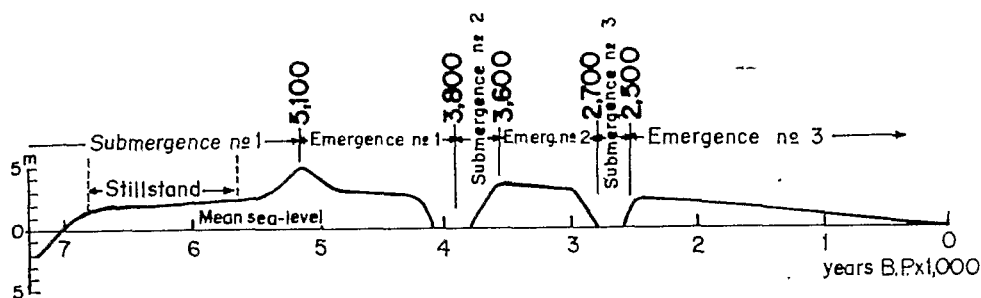 5,100
3,800
Submergence nº 2
3,600
2,700
Submergence nº 3
2,500
Submergence nº 1
Emergence nº 1
Emerg. nº 2
Emergence nº 3
m
5
Stillstand
Mean sea-level
0
7
6
5
4
3
2
1
0
years B.P.x1,000
5